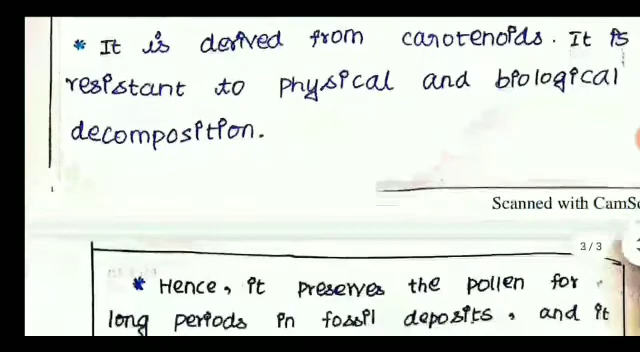 * It is derived from carotenoids. It is
resistant to physical and biological
decomposition.
Scanned with CamSc
3/3
* Hence, it preserves the pollen for
long periods in fossil deposits, and it